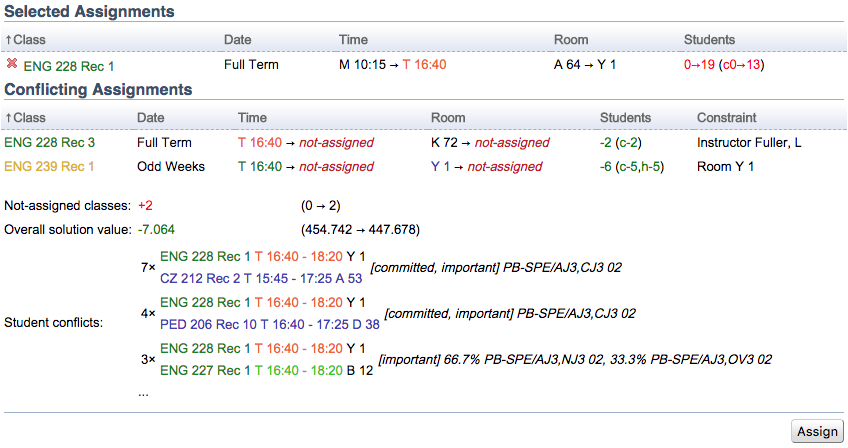 Selected Assignments
↑Class Date Time Room Students
ENG 228 Rec 1 Full Term M 10:15 → T 16:40 A 64 → Y 1 0→19 (c0→13)
Conflicting Assignments
↑Class Date Time Room Students Constraint
ENG 228 Rec 3 Full Term T 16:40 → not-assigned K 72 → not-assigned -2 (c-2) Instructor Fuller, L
ENG 239 Rec 1 Odd Weeks T 16:40 → not-assigned Y 1 → not-assigned -6 (c-5,h-5) Room Y 1
Not-assigned classes: +2 (0 → 2)
Overall solution value: -7.064 (454.742 → 447.678)
Student conflicts:
7× ENG 228 Rec 1 T 16:40 - 18:20 Y 1
CZ 212 Rec 2 T 15:45 - 17:25 A 53
[committed, important] PB-SPE/AJ3,CJ3 02
4× ENG 228 Rec 1 T 16:40 - 18:20 Y 1
PED 206 Rec 10 T 16:40 - 17:25 D 38
[committed, important] PB-SPE/AJ3,CJ3 02
3× ENG 228 Rec 1 T 16:40 - 18:20 Y 1
ENG 227 Rec 1 T 16:40 - 18:20 B 12
[important] 66.7% PB-SPE/AJ3,NJ3 02, 33.3% PB-SPE/AJ3,OV3 02
...
Assign